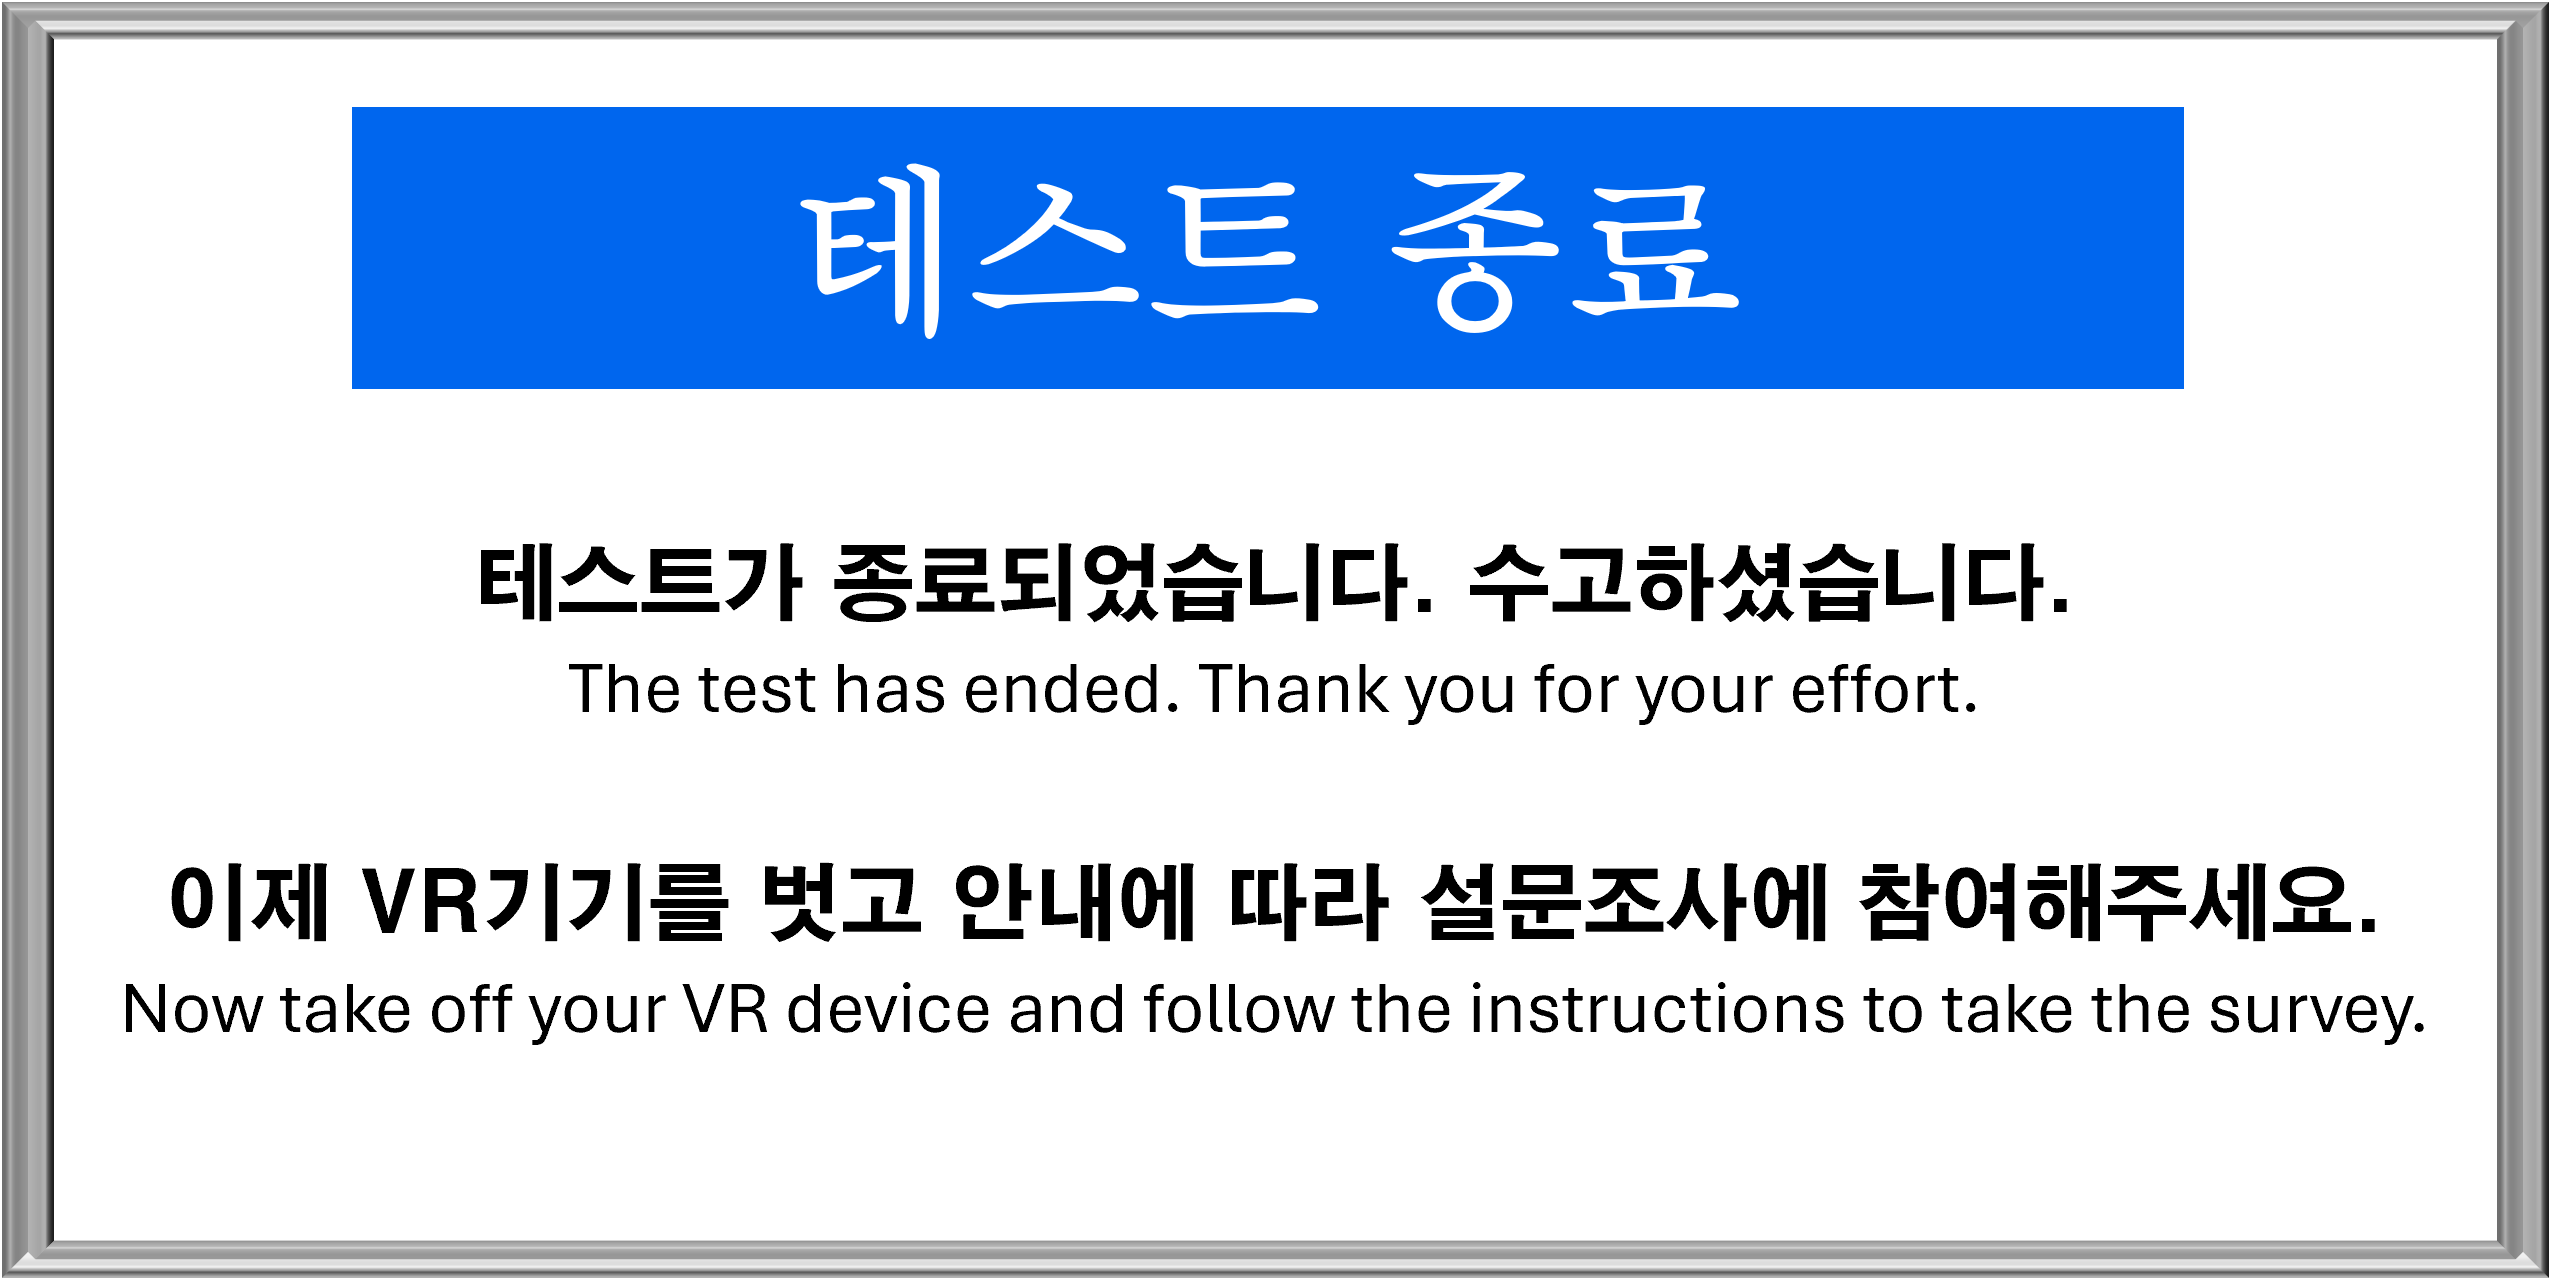 테스트 종료
테스트가 종료되었습니다. 수고하셨습니다.
The test has ended. Thank you for your effort.
이제 VR기기를 벗고 안내에 따라 설문조사에 참여해주세요.
Now take off your VR device and follow the instructions to take the survey.